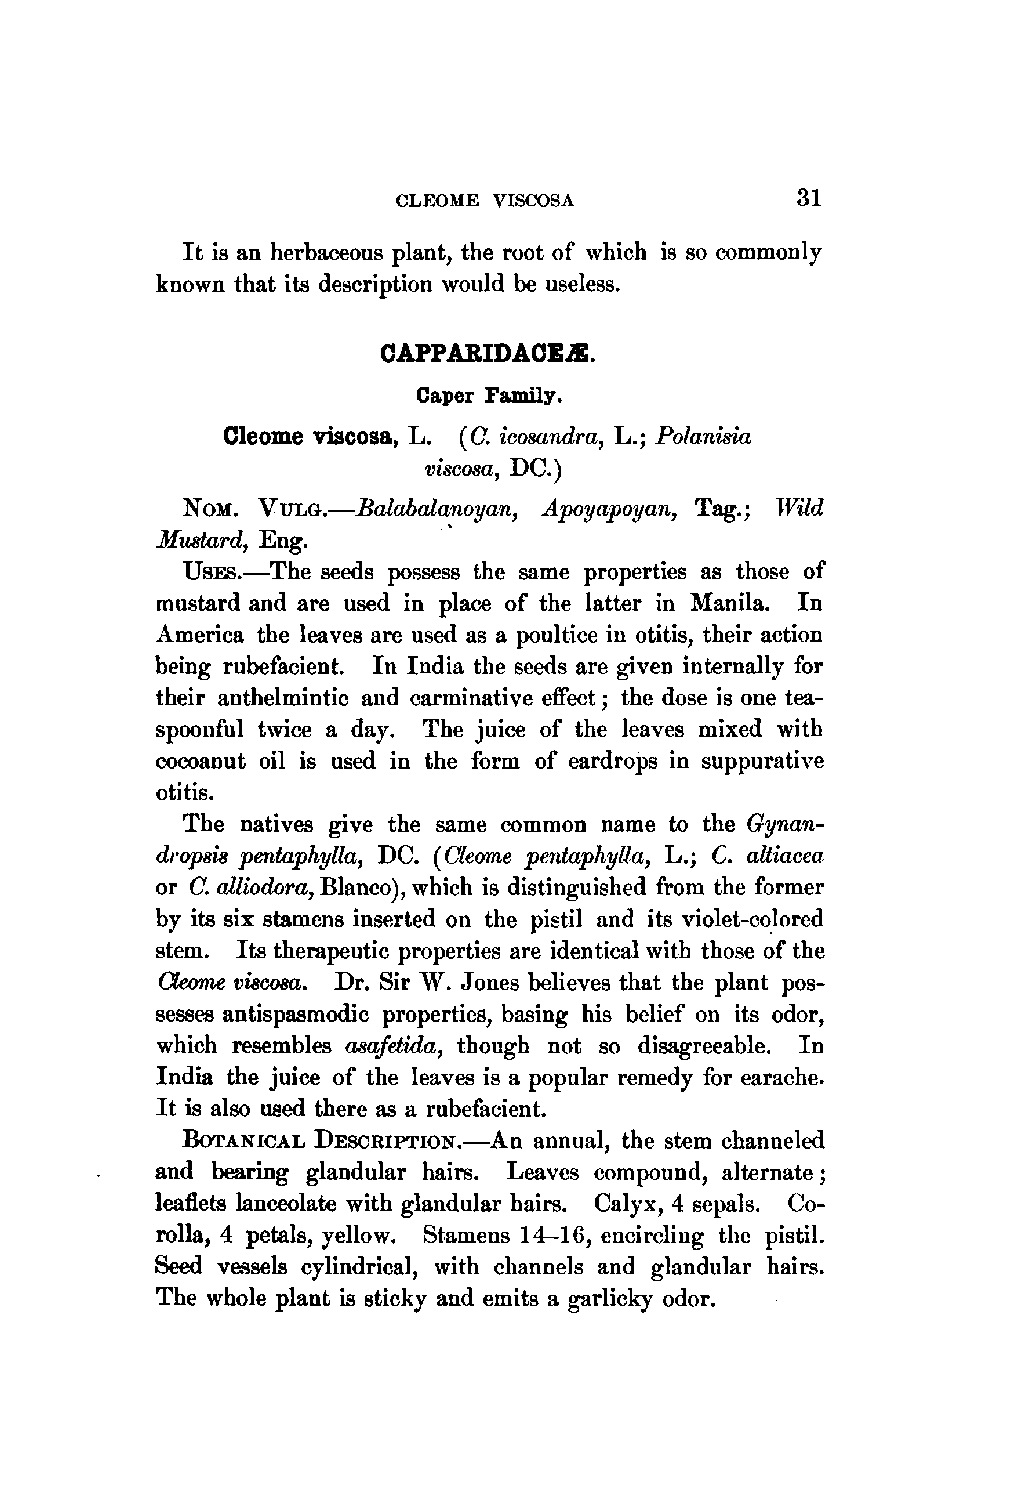 CLEOME VISCOSA 31
It is an herbaceous plant, the root of which is so commonly
known that its description would be useless.
CAPPARIDACEÆ.
Caper Family.
Cleome viscosa, L. (C. icosandra, L.; Polanisia
viscosa, DC.)
NOM. VULG.—Balabalanoyan, Apoyapoyan, Tag.; Wild
Mustard, Eng.
USES.—The seeds possess the same properties as those of
mustard and are used in place of the latter in Manila. In
America the leaves are used as a poultice in otitis, their action
being rubefacient. In India the seeds are given internally for
their anthelmintic and carminative effect; the dose is one tea-
spoonful twice a day. The juice of the leaves mixed with
cocoanut oil is used in the form of eardrops in suppurative
otitis.
The natives give the same common name to the Gynan-
dropsis pentaphylla, DC. (Cleome pentaphylla, L.; C. altiacea
or C. alliodora, Blanco), which is distinguished from the former
by its six stamens inserted on the pistil and its violet-colored
stem. Its therapeutic properties are identical with those of the
Cleome viscosa. Dr. Sir W. Jones believes that the plant pos-
sesses antispasmodic properties, basing his belief on its odor,
which resembles asafetida, though not so disagreeable. In
India the juice of the leaves is a popular remedy for earache.
It is also used there as a rubefacient.
BOTANICAL DESCRIPTION.—An annual, the stem channeled
and bearing glandular hairs. Leaves compound, alternate;
leaflets lanceolate with glandular hairs. Calyx, 4 sepals. Co-
rolla, 4 petals, yellow. Stamens 14–16, encircling the pistil.
Seed vessels cylindrical, with channels and glandular hairs.
The whole plant is sticky and emits a garlicky odor.